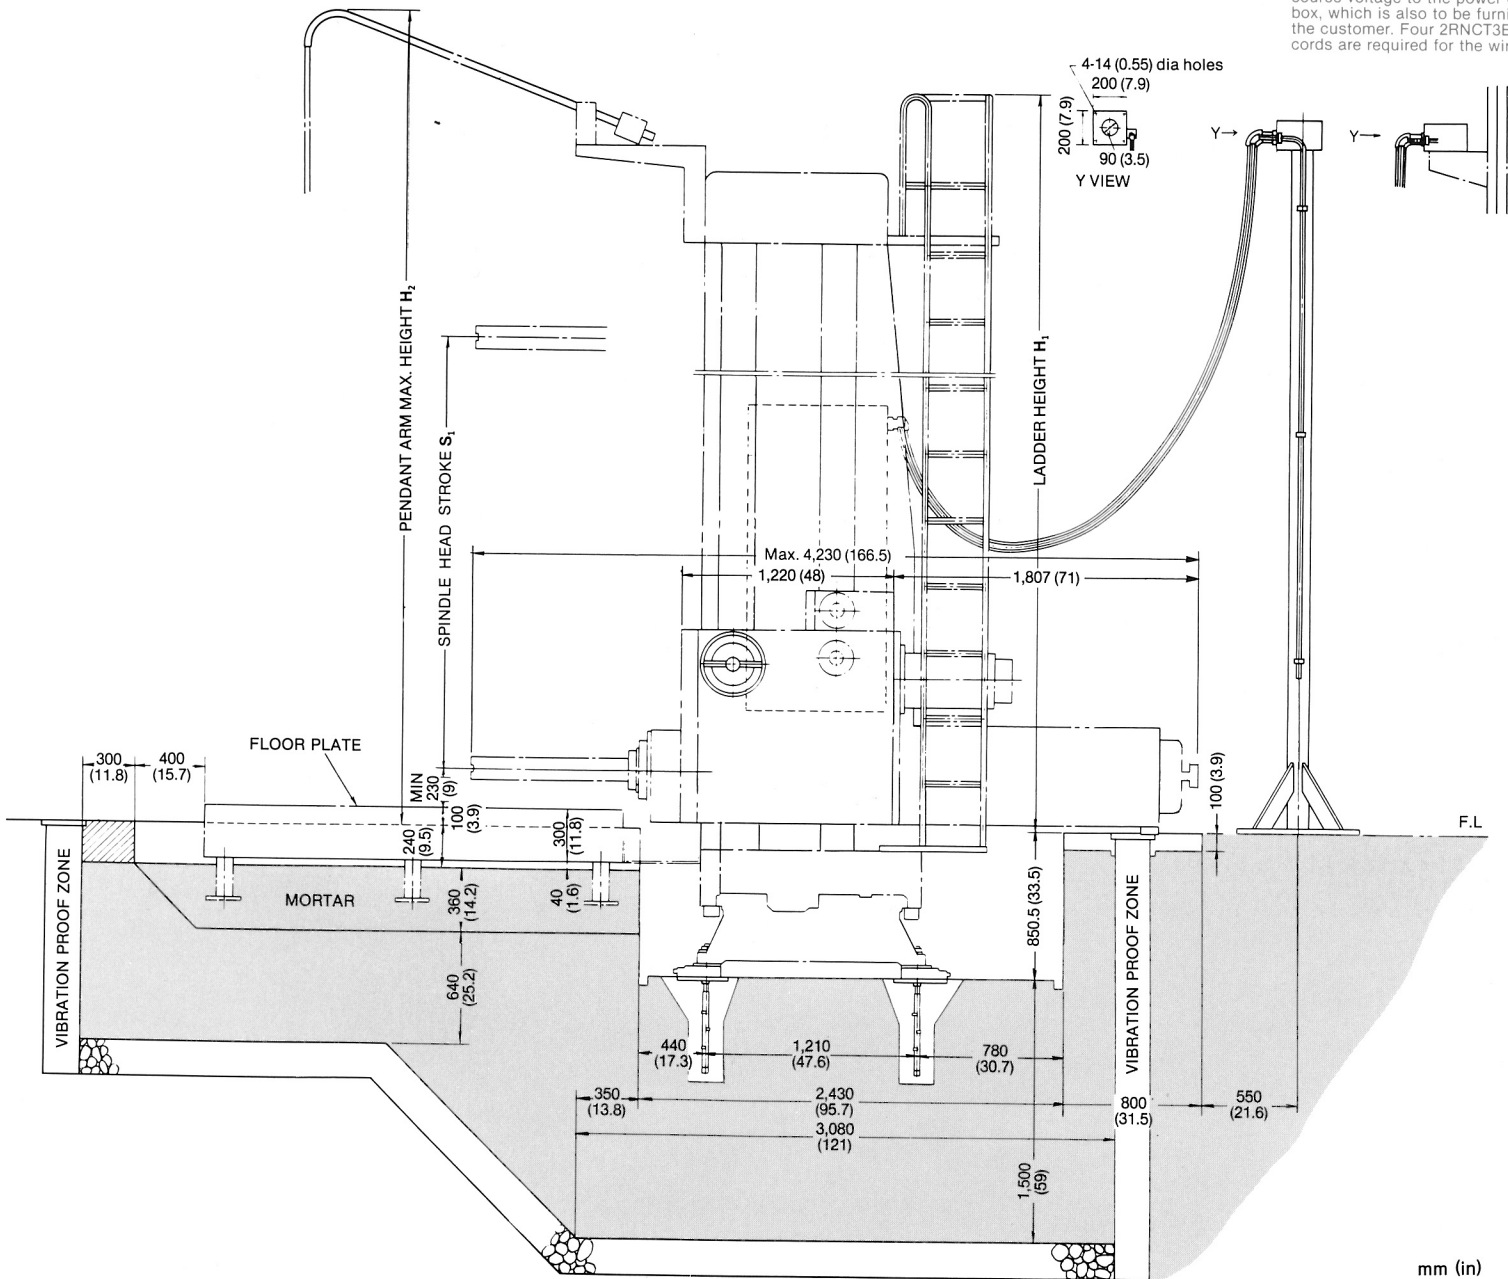 box, which is also to be furni
the customer. Four 2RNCT3
cords are required for the
4-14 (0.55) dia holes
200 (7.9)
200 (7.9)
90 (3.5)
Y VIEW
Y→
Y→
PENDANT ARM MAX. HEIGHT H₂
SPINDLE HEAD STROKE S₁
LADDER HEIGHT H₁
Max. 4,230 (166.5)
1,220 (48)
1,807 (71)
FLOOR PLATE
300
(11.8)
400
(15.7)
MIN
230
(9)
100
(3.9)
240
(9.5)
300
(11.8)
100 (3.9)
F.L
VIBRATION PROOF ZONE
MORTAR
360
(14.2)
40
(1.6)
850.5 (33.5)
VIBRATION PROOF ZONE
640
(25.2)
440
(17.3)
1,210
(47.6)
780
(30.7)
350
(13.8)
2,430
(95.7)
800
(31.5)
550
(21.6)
3,080
(121)
1,500
(59)
mm (in)